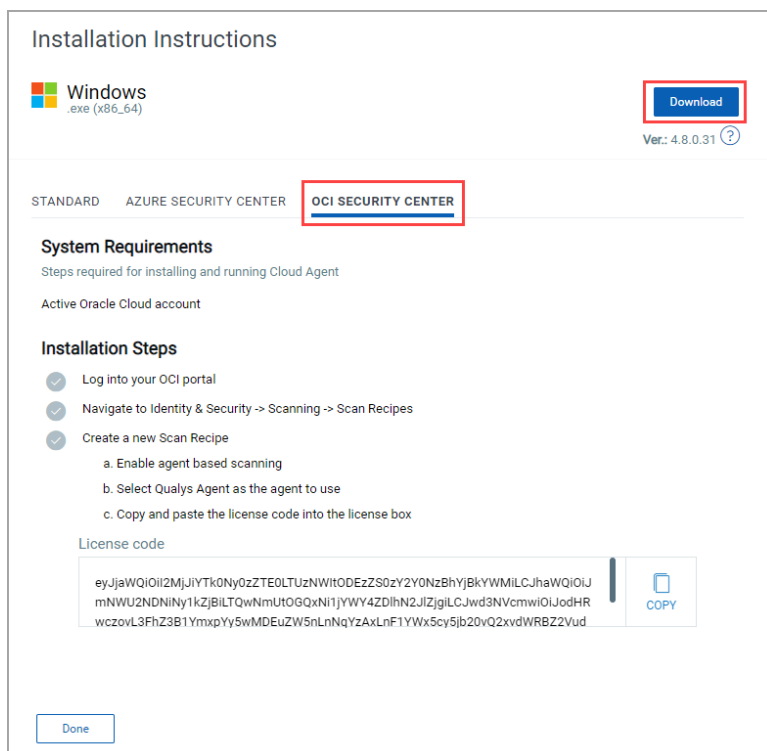 Installation Instructions
Windows
.exe (x86_64)
Download
Ver.: 4.8.0.31 ?
STANDARD AZURE SECURITY CENTER OCI SECURITY CENTER
System Requirements
Steps required for installing and running Cloud Agent
Active Oracle Cloud account
Installation Steps
Log into your OCI portal
Navigate to Identity & Security -> Scanning -> Scan Recipes
Create a new Scan Recipe
a. Enable agent based scanning
b. Select Qualys Agent as the agent to use
c. Copy and paste the license code into the license box
License code
eyJjaWQiOiI2MjJiYTk0Ny0zZTE0LTUzNWItODEzZS0zY2Y0NzBhYjBkYWMiLCJhaWQiOiJ
mNWU2NDNiNy1kZjBiLTQwNmUtOGQxNi1jYWY4ZDlhN2JlZjgiLCJwd3NVcmwiOiJodHR
wczovL3FhZ3B1YmxpYy5wMDEuZW5nLnNqYzAxLnF1YWx5cy5jb20vQ2xvdWRBZ2Vud
COPY
Done